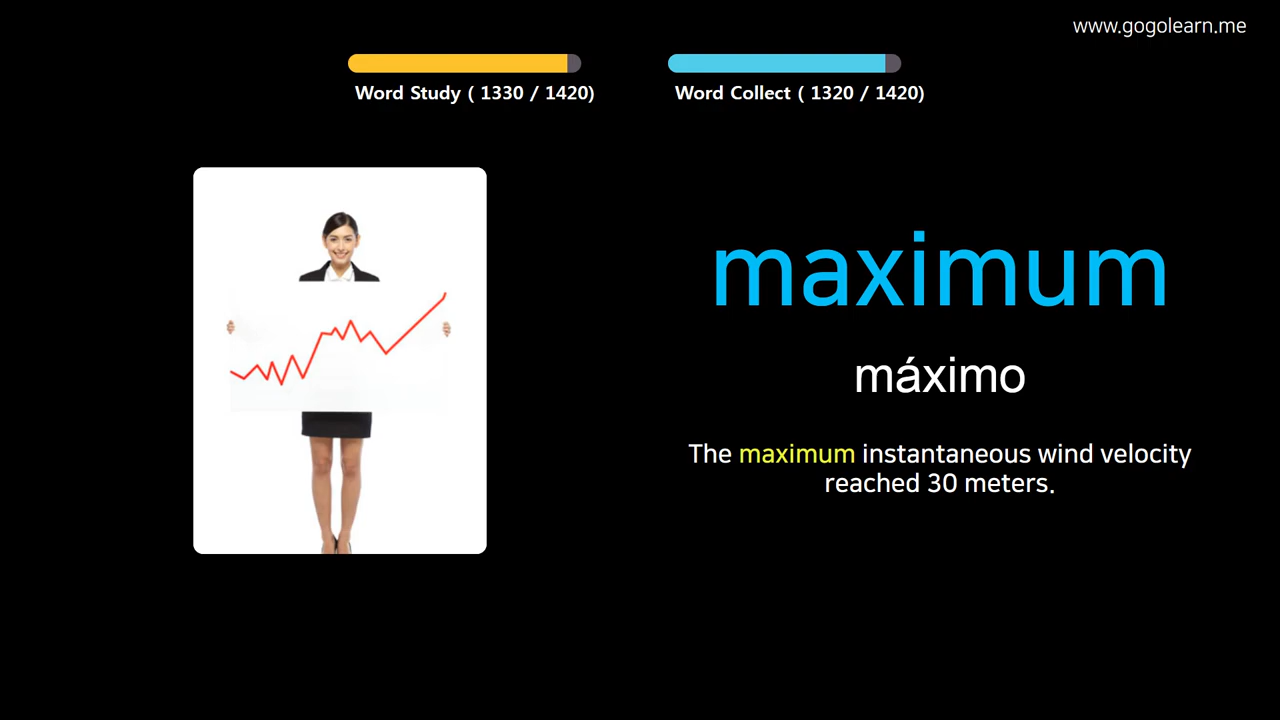 www.gogolearn.me
Word Study ( 1330 / 1420)
Word Collect ( 1320 / 1420)
maximum
máximo
The maximum instantaneous wind velocity
reached 30 meters.